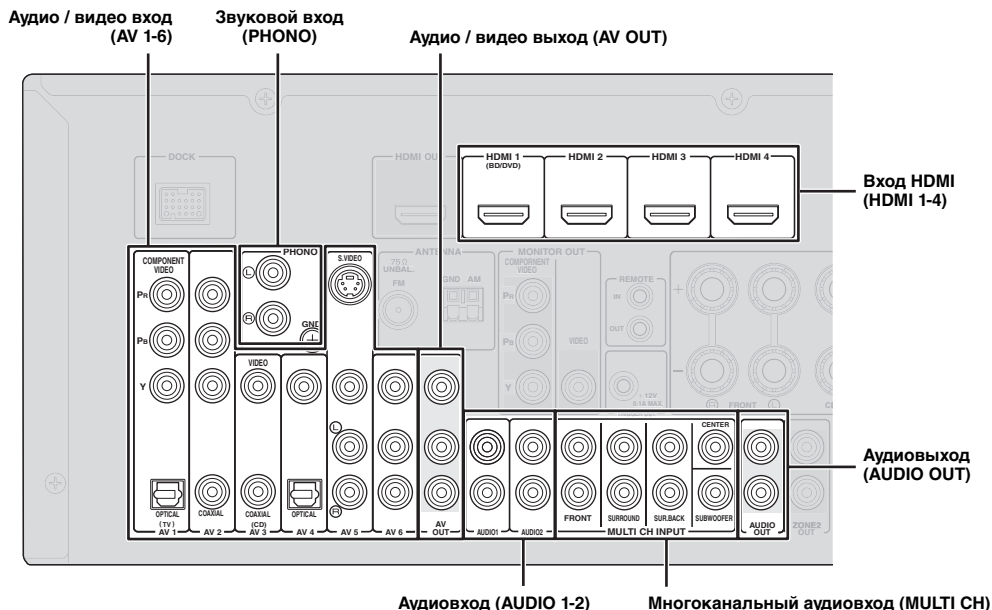 Аудио / видео вход
(AV 1-6)
Звуковой вход
(PHONO)
Аудио / видео выход (AV OUT)
DOCK
HDMI OUT
HDMI 1
(BD/DVD)
HDMI 2
HDMI 3
HDMI 4
Вход HDMI
(HDMI 1-4)
COMPONENT
VIDEO
PR
PB
Y
PHONO
L
R
GND
S.VIDEO
ANTENNA
75Ω
UNBAL.
FM
GND AM
MONITOR OUT
COMPORNENT
VIDEO
PR
PB
Y
VIDEO
REMOTE
IN
OUT
+ 12V
0.1A MAX.
+
−
R FRONT L
VIDEO
L
R
OPTICAL
(TV)
AV 1
COAXIAL
AV 2
COAXIAL
(CD)
AV 3
OPTICAL
AV 4
AV 5
AV 6
AV
OUT
AUDIO1
AUDIO2
FRONT
SURROUND
SUR.BACK
CENTER
SUBWOOFER
MULTI CH INPUT
AUDIO
OUT
ZONE2
OUT
Аудиовыход
(AUDIO OUT)
Аудиовход (AUDIO 1-2)
Многоканальный аудиовход (MULTI CH)